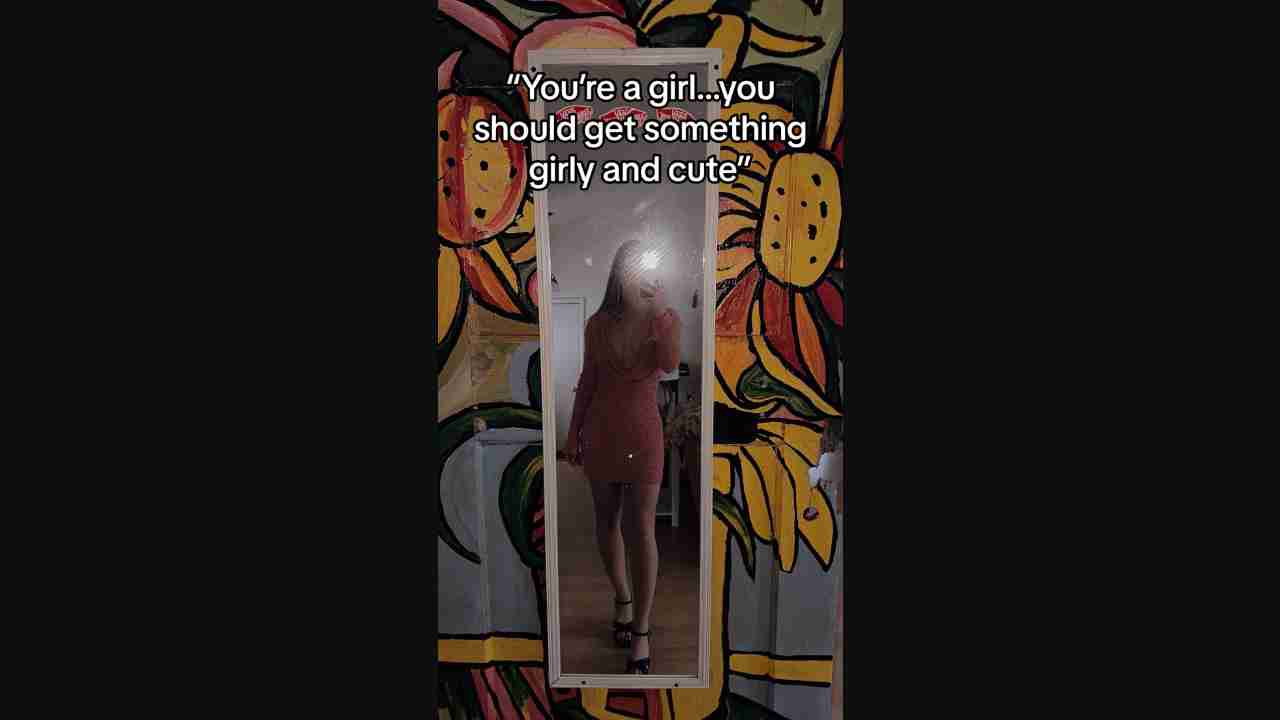 “You’re a girl...you
should get something
girly and cute”